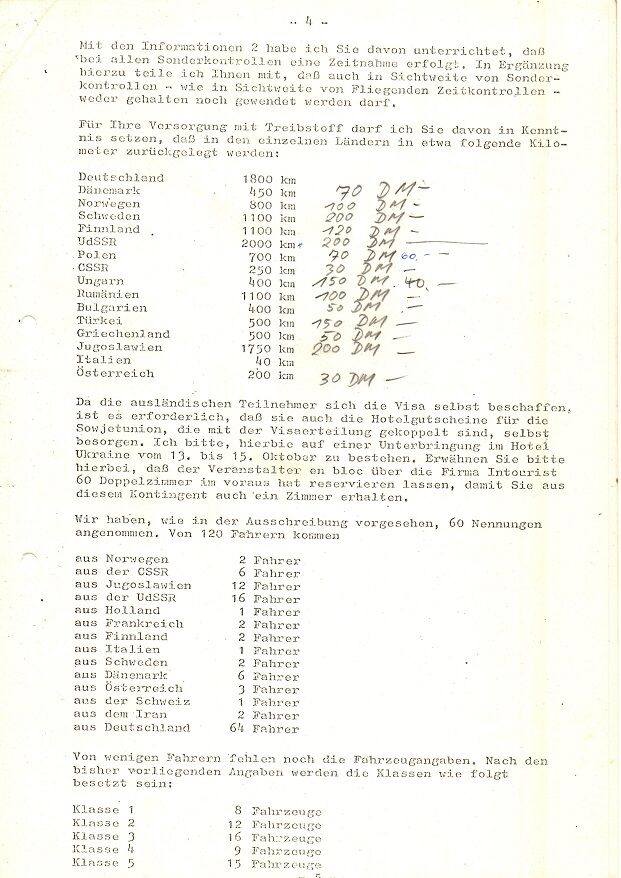 - 4 -
Mit den Informationen 2 habe ich Sie davon unterrichtet, daß
bei allen Sonderkontrollen eine Zeitnahme erfolgt. In Ergänzung
hierzu teile ich Ihnen mit, daß auch in Sichtweite von Sonder-
kontrollen - wie in Sichtweite von Fliegenden Zeitkontrollen -
weder gehalten noch gewendet werden darf.
Für Ihre Versorgung mit Treibstoff darf ich Sie davon in Kennt-
nis setzen, daß in den einzelnen Ländern in etwa folgende Kilo-
meter zurückgelegt werden:
Deutschland 1800 km
Dänemark 450 km 70 DM-
Norwegen 800 km 100 DM -
Schweden 1100 km 200 DM -
Finnland 1100 km 120 DM -
UdSSR 2000 km 200 DM -
Polen 700 km 70 DM 60.- -
CSSR 250 km 30 DM -
Ungarn 400 km 150 DM 40.-
Rumänien 1100 km 100 DM -
Bulgarien 400 km 50 DM -
Türkei 500 km 150 DM -
Griechenland 500 km 50 DM -
Jugoslawien 1750 km 200 DM -
Italien 40 km
Österreich 200 km 30 DM -
Da die ausländischen Teilnehmer sich die Visa selbst beschaffen,
ist es erforderlich, daß sie auch die Hotelgutscheine für die
Sowjetunion, die mit der Visaerteilung gekoppelt sind, selbst
besorgen. Ich bitte, hierbie auf einer Unterbringung im Hotel
Ukraine vom 13. bis 15. Oktober zu bestehen. Erwähnen Sie bitte
hierbei, daß der Veranstalter en bloc über die Firma Intourist
60 Doppelzimmer im voraus hat reservieren lassen, damit Sie aus
diesem Kontingent auch ein Zimmer erhalten.
Wir haben, wie in der Ausschreibung vorgesehen, 60 Nennungen
angenommen. Von 120 Fahrern kommen
aus Norwegen 2 Fahrer
aus der CSSR 6 Fahrer
aus Jugoslawien 12 Fahrer
aus der UdSSR 16 Fahrer
aus Holland 1 Fahrer
aus Frankreich 2 Fahrer
aus Finnland 2 Fahrer
aus Italien 1 Fahrer
aus Schweden 2 Fahrer
aus Dänemark 6 Fahrer
aus Österreich 3 Fahrer
aus der Schweiz 1 Fahrer
aus dem Iran 2 Fahrer
aus Deutschland 64 Fahrer
Von wenigen Fahrern fehlen noch die Fahrzeugangaben. Nach den
bisher vorliegenden Angaben werden die Klassen wie folgt
besetzt sein:
Klasse 1 8 Fahrzeuge
Klasse 2 12 Fahrzeuge
Klasse 3 16 Fahrzeuge
Klasse 4 9 Fahrzeuge
Klasse 5 15 Fahrzeuge
- 5 -